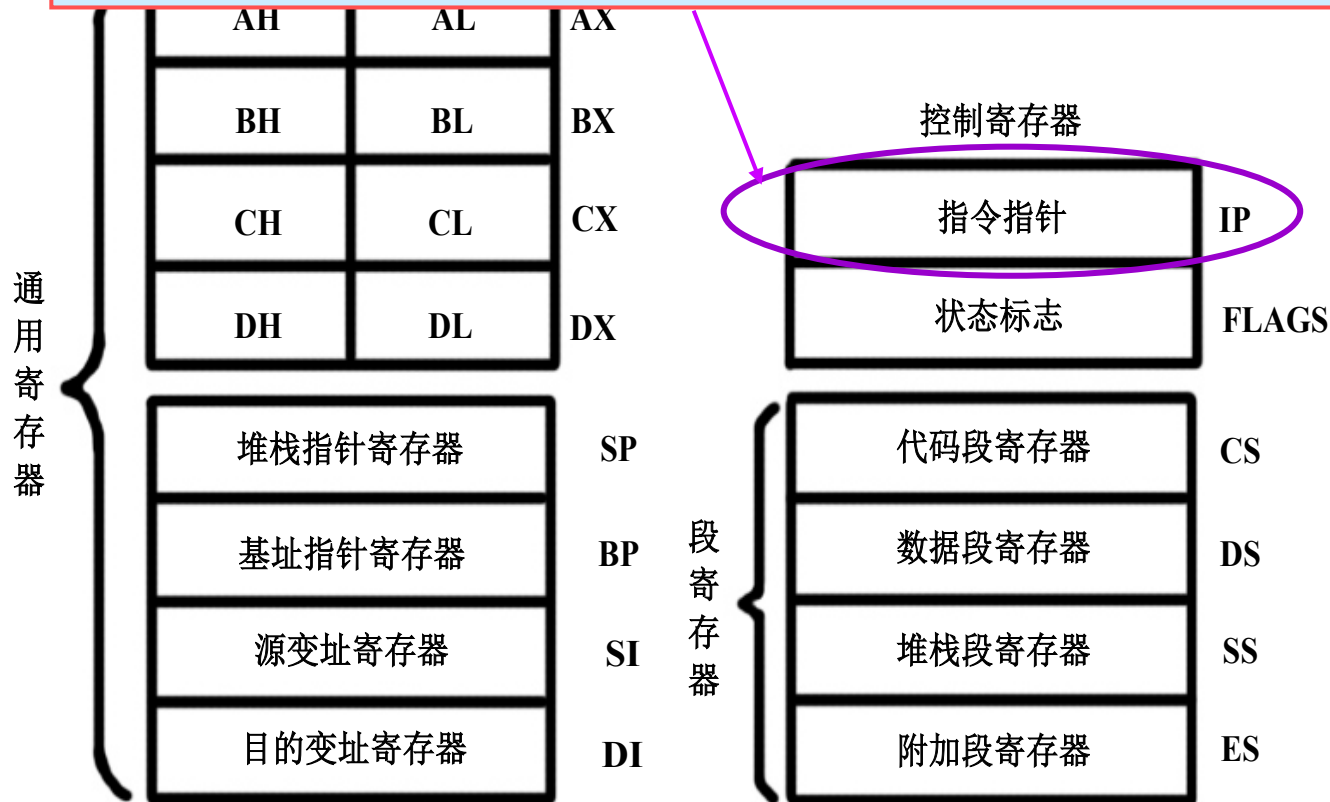 AH AL AX
BH BL BX
CH CL CX
DH DL DX
通用寄存器
堆栈指针寄存器 SP
基址指针寄存器 BP
源变址寄存器 SI
目的变址寄存器 DI
控制寄存器
指令指针 IP
状态标志 FLAGS
段寄存器
代码段寄存器 CS
数据段寄存器 DS
堆栈段寄存器 SS
附加段寄存器 ES